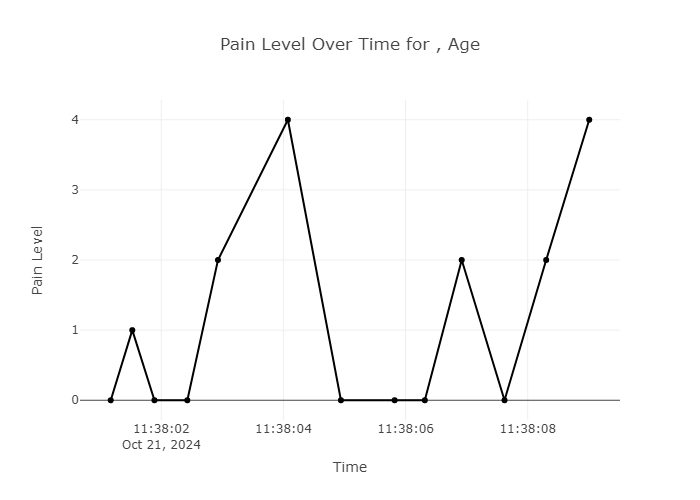 Pain Level Over Time for , Age
Pain Level
4
3
2
1
0
11:38:02
Oct 21, 2024
11:38:04
11:38:06
11:38:08
Time